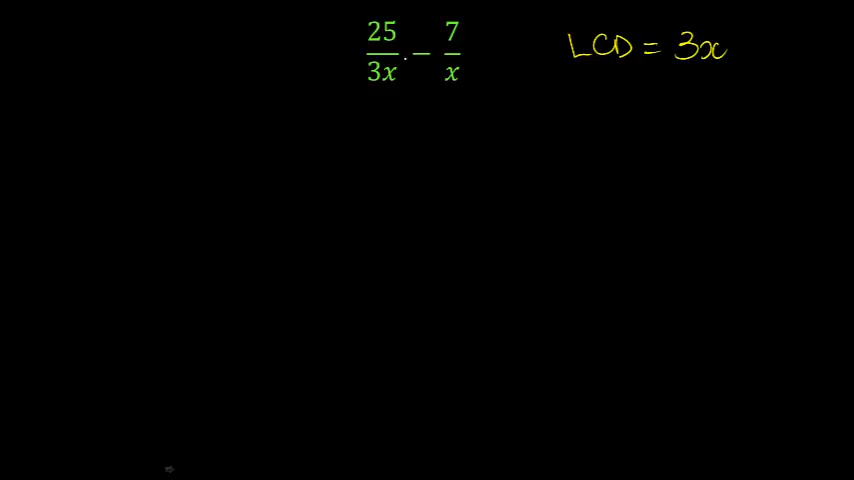 25/3x − 7/x LCD = 3x